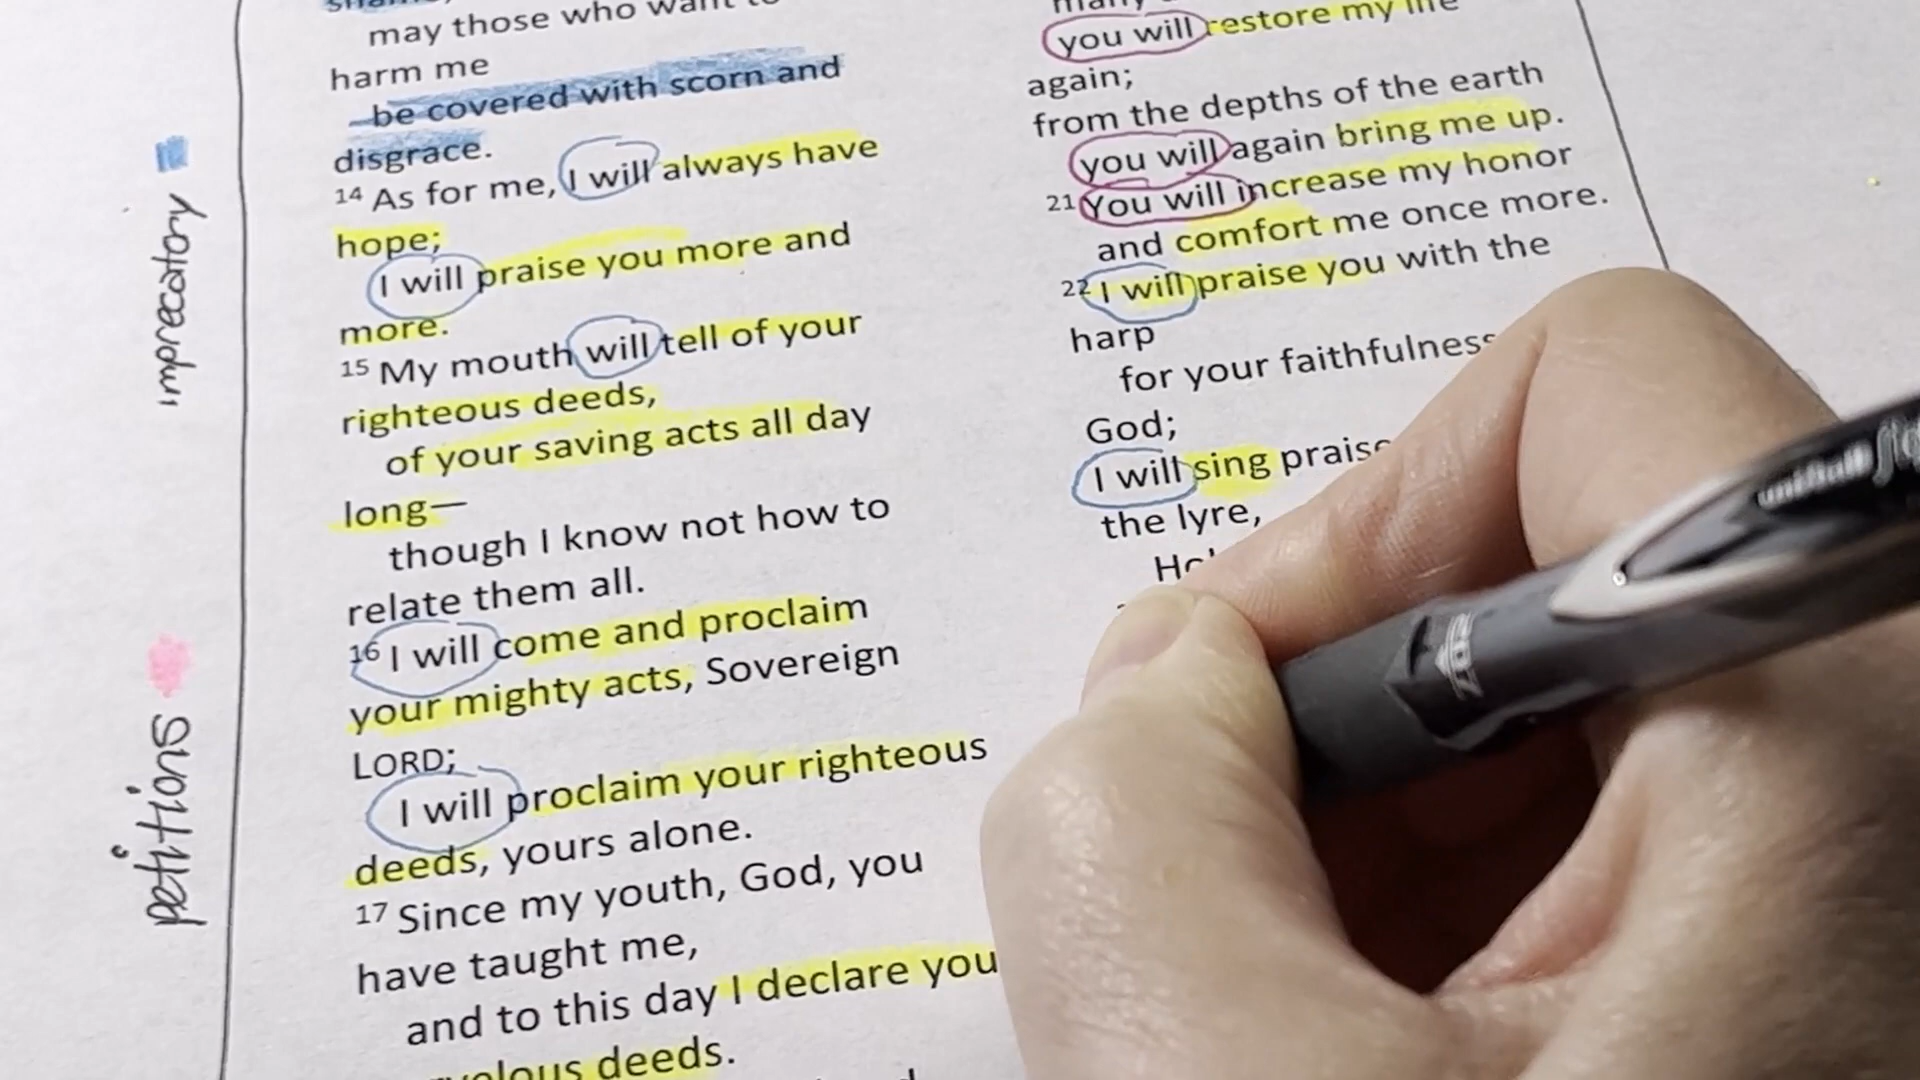 may those who want to
harm me
be covered with scorn and
disgrace.
14 As for me, I will always have
hope;
I will praise you more and
more.
15 My mouth will tell of your
righteous deeds,
of your saving acts all day
long—
though I know not how to
relate them all.
16 I will come and proclaim
your mighty acts, Sovereign
LORD;
I will proclaim your righteous
deeds, yours alone.
17 Since my youth, God, you
have taught me,
and to this day I declare you
deeds.
you will restore my life
again;
from the depths of the earth
you will again bring me up.
21 You will increase my honor
and comfort me once more.
22 I will praise you with the
harp
for your faithfulness
God;
I will sing praise
the lyre,
imprecatory
petitions
uniball
207